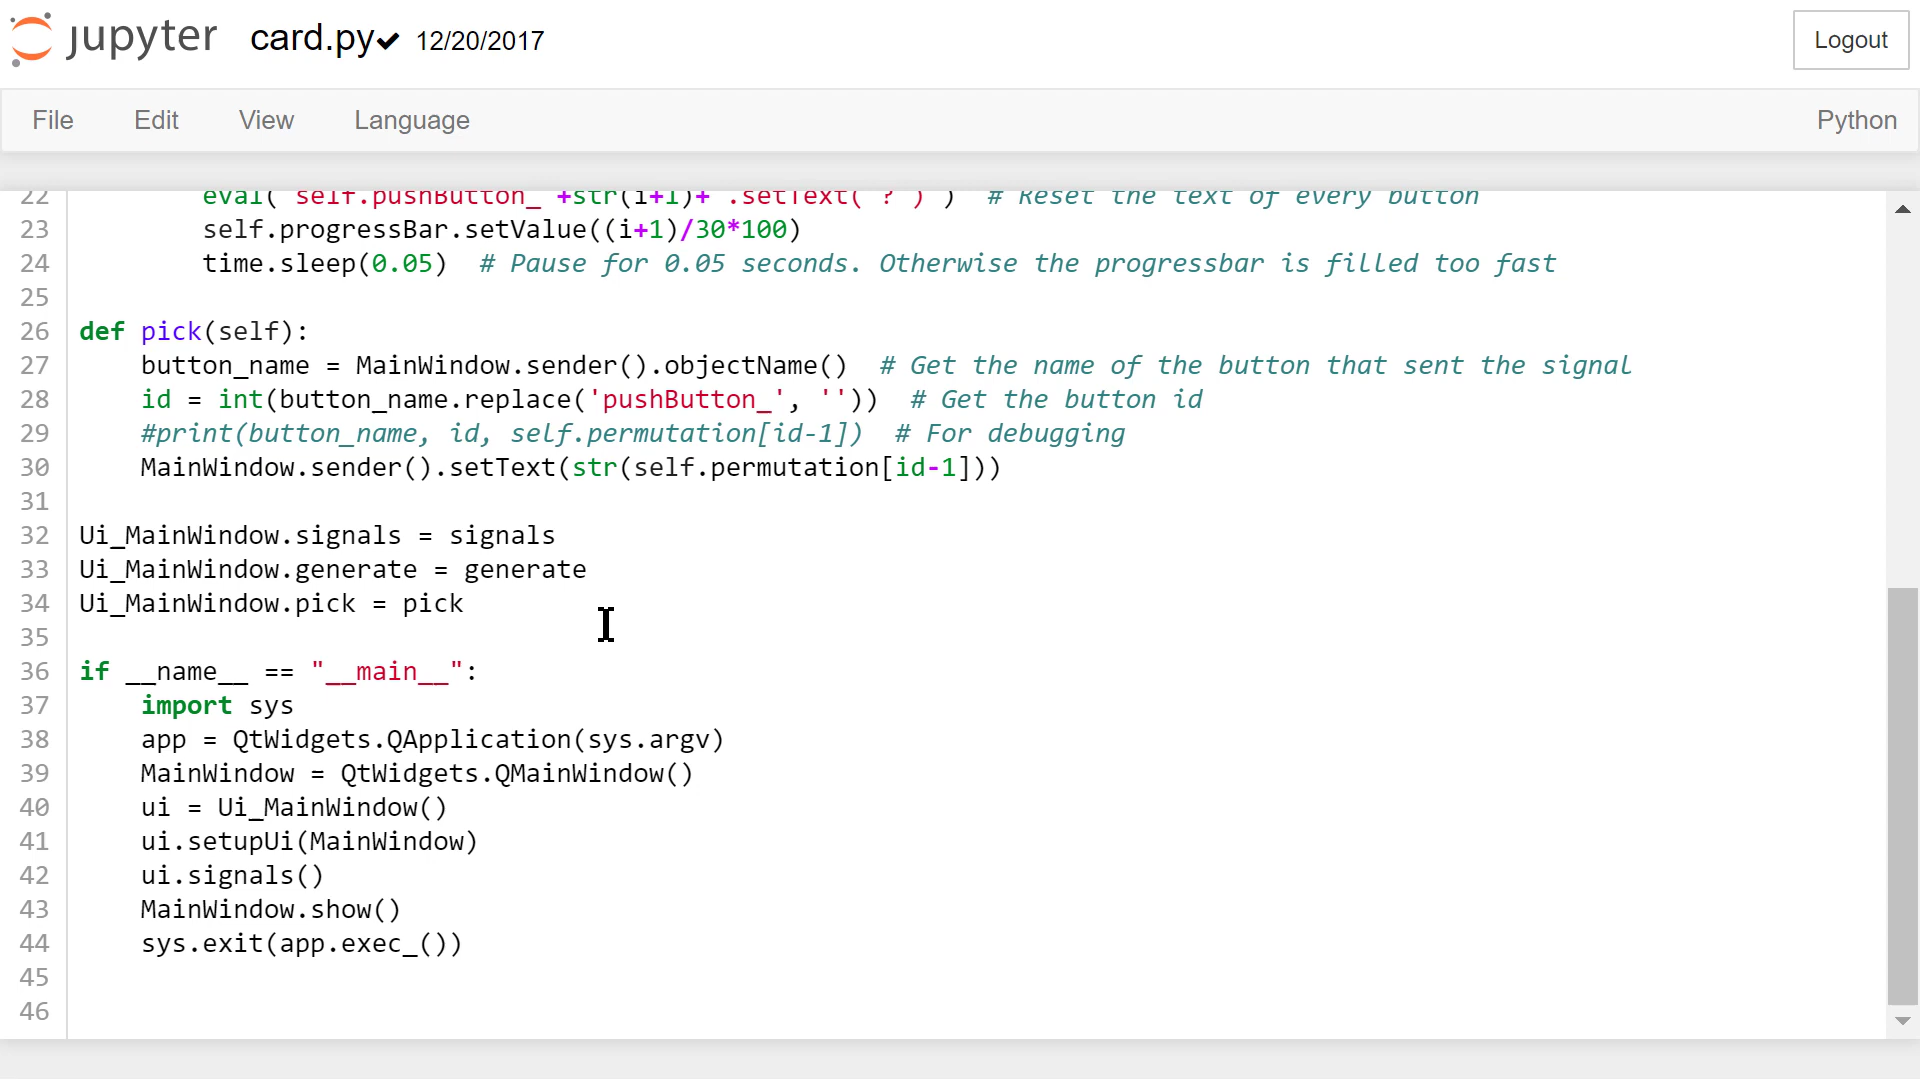 jupyter card.py✔ 12/20/2017 Logout
File Edit View Language Python
22 eval('self.pushButton_'+str(i+1)+'.setText("?")') # Reset the text of every button
23 self.progressBar.setValue((i+1)/30*100)
24 time.sleep(0.05) # Pause for 0.05 seconds. Otherwise the progressbar is filled too fast
25
26 def pick(self):
27 button_name = MainWindow.sender().objectName() # Get the name of the button that sent the signal
28 id = int(button_name.replace('pushButton_', '')) # Get the button id
29 #print(button_name, id, self.permutation[id-1]) # For debugging
30 MainWindow.sender().setText(str(self.permutation[id-1]))
31
32 Ui_MainWindow.signals = signals
33 Ui_MainWindow.generate = generate
34 Ui_MainWindow.pick = pick
35
36 if __name__ == "__main__":
37 import sys
38 app = QtWidgets.QApplication(sys.argv)
39 MainWindow = QtWidgets.QMainWindow()
40 ui = Ui_MainWindow()
41 ui.setupUi(MainWindow)
42 ui.signals()
43 MainWindow.show()
44 sys.exit(app.exec_())
45
46